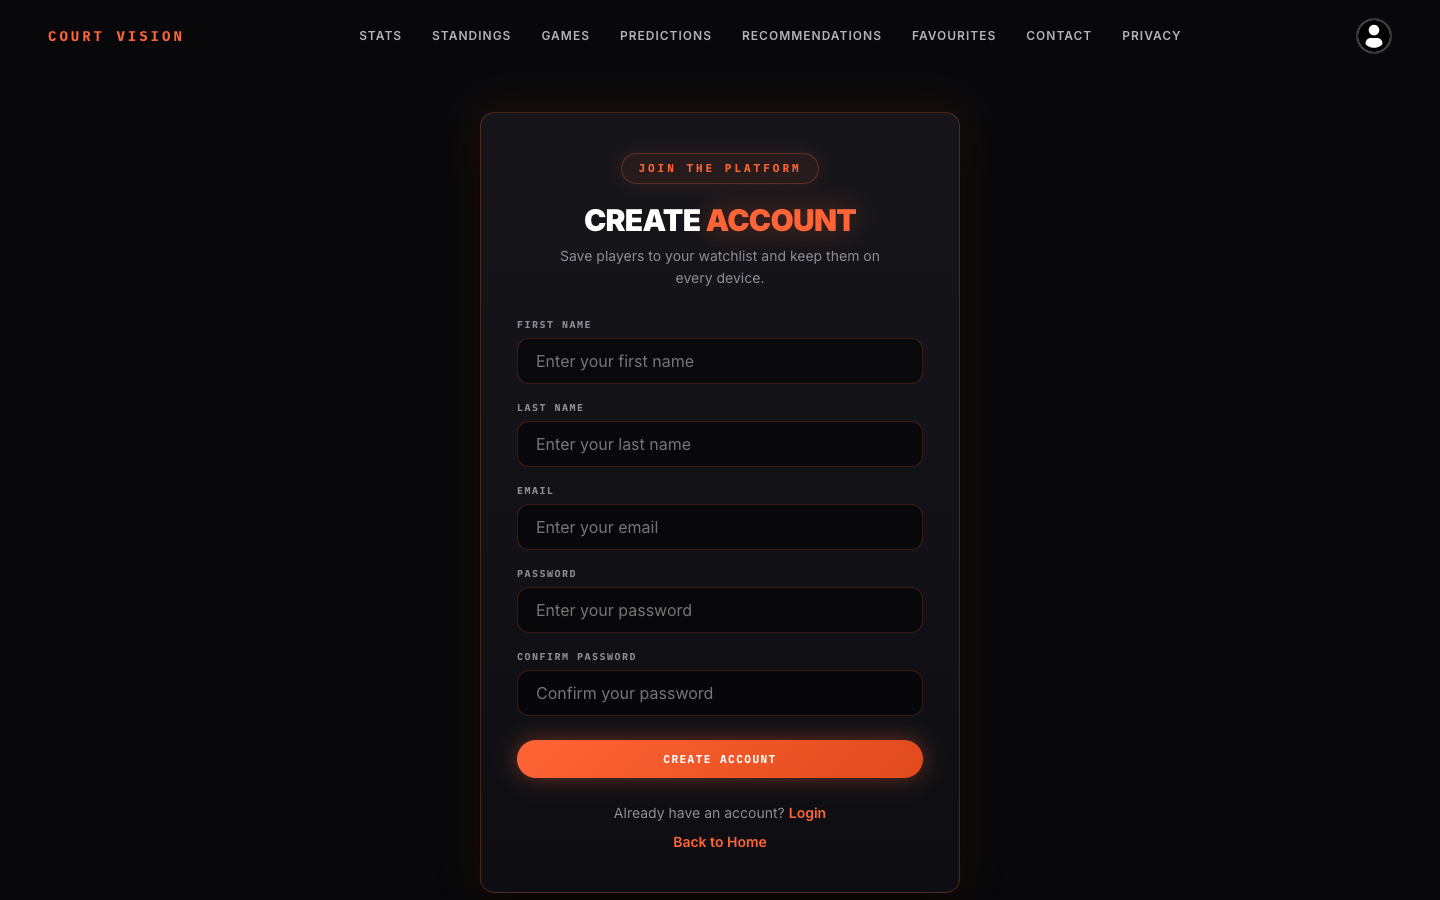 COURT VISION
STATS STANDINGS GAMES PREDICTIONS RECOMMENDATIONS FAVOURITES CONTACT PRIVACY
JOIN THE PLATFORM
CREATE ACCOUNT
Save players to your watchlist and keep them on
every device.
FIRST NAME
Enter your first name
LAST NAME
Enter your last name
EMAIL
Enter your email
PASSWORD
Enter your password
CONFIRM PASSWORD
Confirm your password
CREATE ACCOUNT
Already have an account? Login
Back to Home